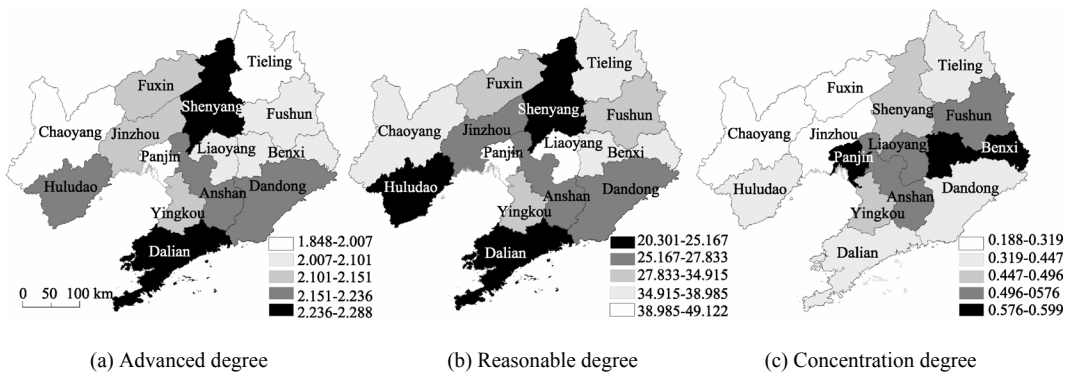 Tieling
Fuxin
Shenyang
Fushun
Chaoyang
Jinzhou
Panjin
Liaoyang
Benxi
Huludao
Anshan
Dandong
Yingkou
Dalian
0 50 100 km
1.848-2.007
2.007-2.101
2.101-2.151
2.151-2.236
2.236-2.288
(a) Advanced degree
Tieling
Fuxin
Shenyang
Fushun
Chaoyang
Jinzhou
Panjin
Liaoyang
Benxi
Huludao
Anshan
Dandong
Yingkou
Dalian
20.301-25.167
25.167-27.833
27.833-34.915
34.915-38.985
38.985-49.122
(b) Reasonable degree
Tieling
Fuxin
Shenyang
Fushun
Chaoyang
Jinzhou
Liaoyang
Panjin
Benxi
Huludao
Anshan
Dandong
Yingkou
Dalian
0.188-0.319
0.319-0.447
0.447-0.496
0.496-0576
0.576-0.599
(c) Concentration degree